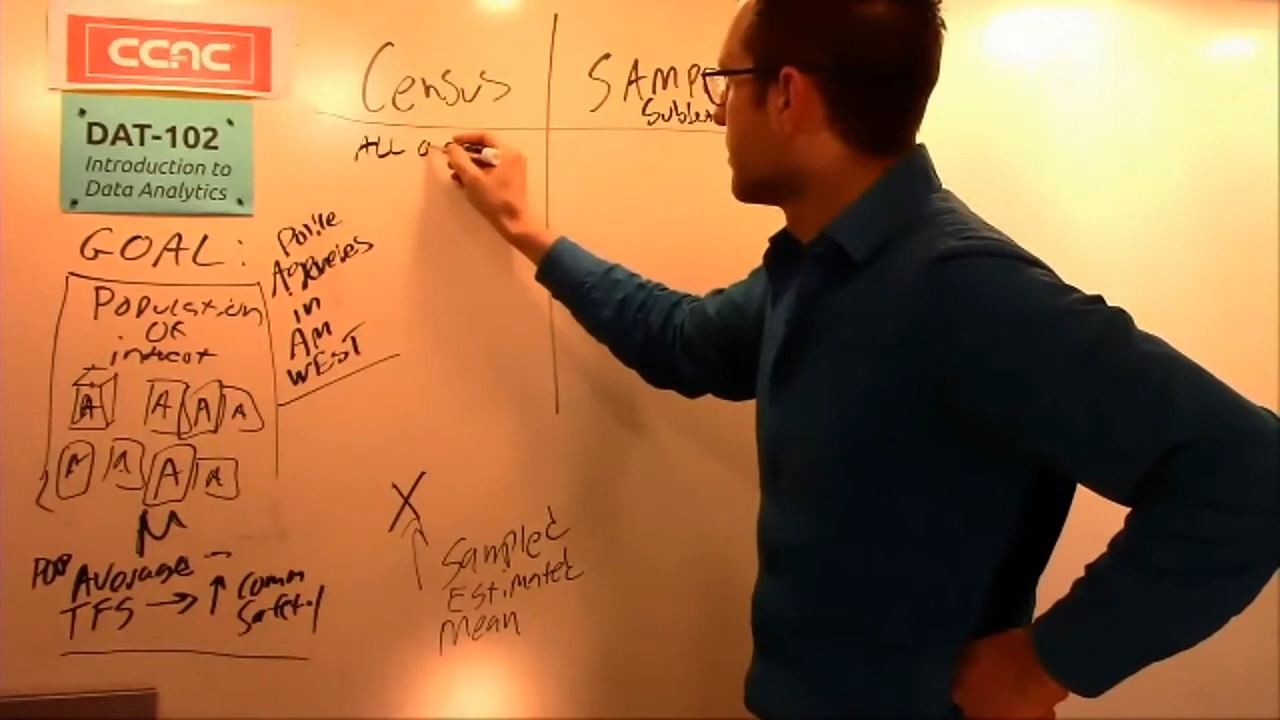 CCAC
DAT-102
Introduction to
Data Analytics
GOAL:
Population
OF
interest
A A A A
A A A A
Police
Agencies
in
AM
WEST
M
POP Average
TFS → ↑ Comm
Safety
Census
ALL a
SAMP
Subse
X
↑ Sampled
Estimated
Mean